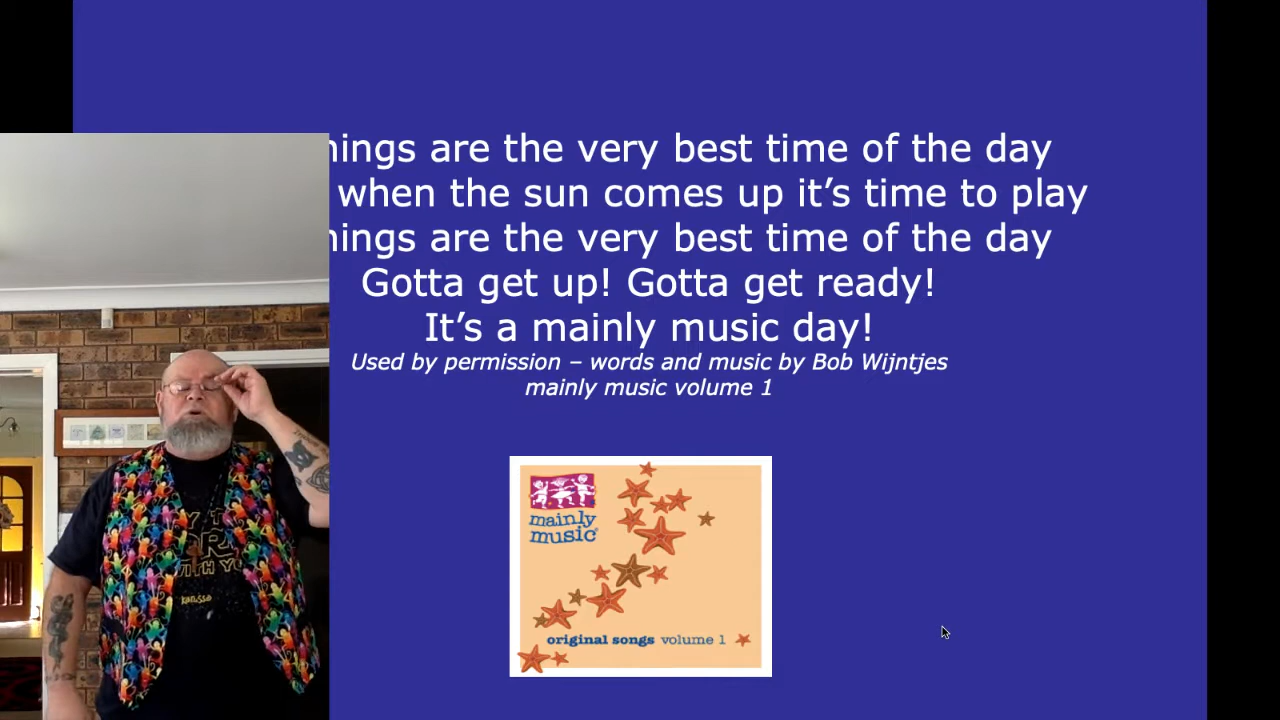 nings are the very best time of the day
when the sun comes up it’s time to play
nings are the very best time of the day
Gotta get up! Gotta get ready!
It’s a mainly music day!
Used by permission – words and music by Bob Wijntjes
mainly music volume 1
mainly
music
original songs volume 1
WITH YO